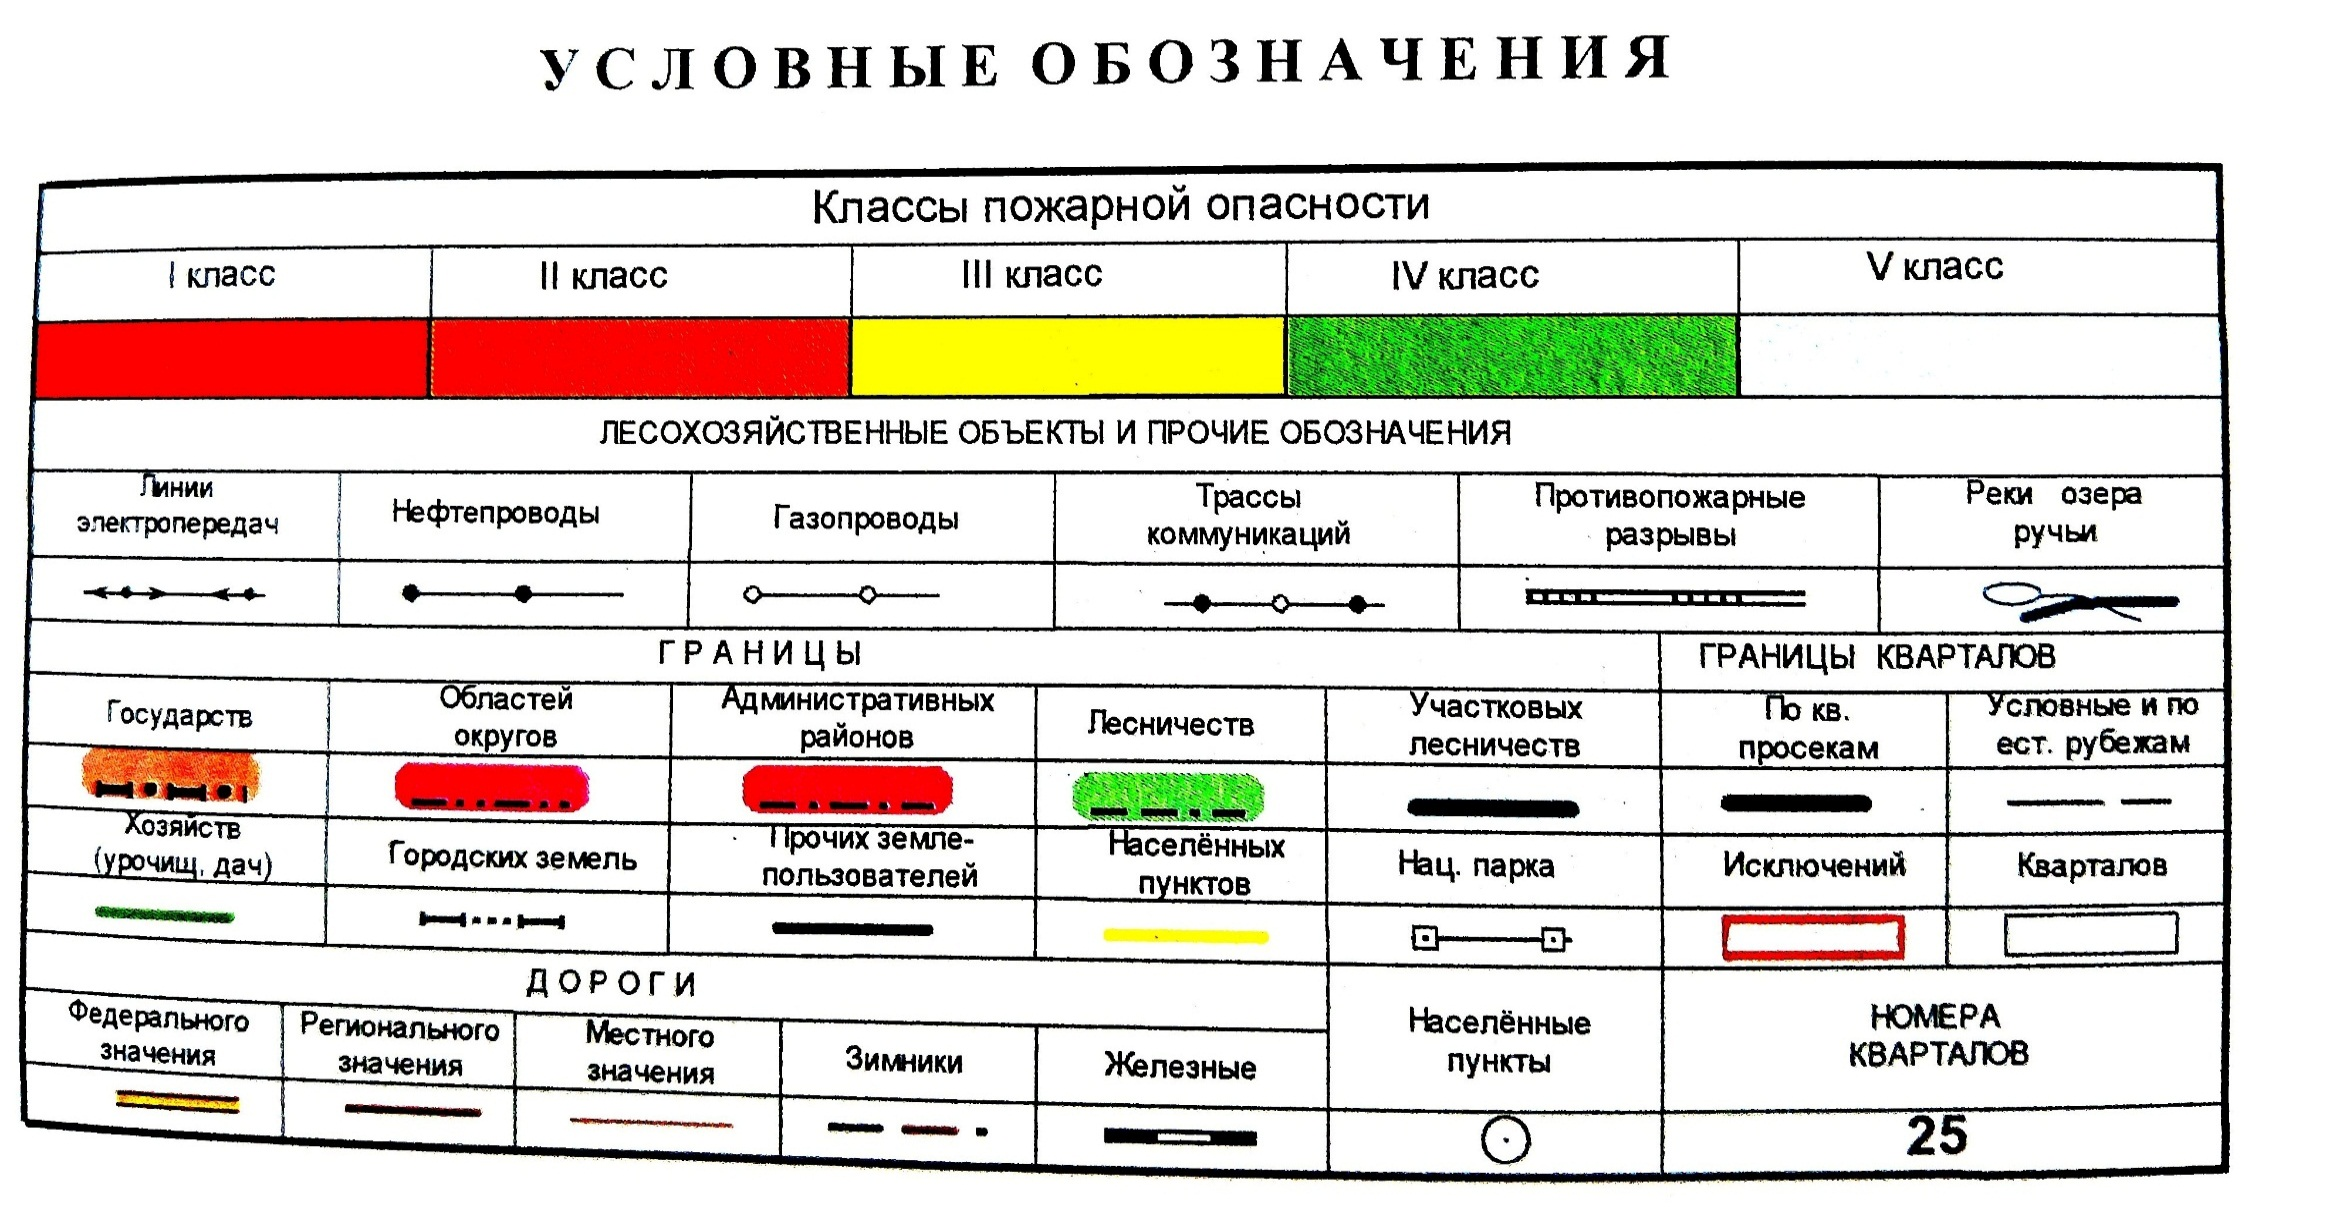 УСЛОВНЫЕ ОБОЗНАЧЕНИЯ
Классы пожарной опасности
I класс
II класс
III класс
IV класс
V класс
ЛЕСОХОЗЯЙСТВЕННЫЕ ОБЪЕКТЫ И ПРОЧИЕ ОБОЗНАЧЕНИЯ
Линии
электропередач
Нефтепроводы
Газопроводы
Трассы
коммуникаций
Противопожарные
разрывы
Реки озера
ручьи
ГРАНИЦЫ
ГРАНИЦЫ КВАРТАЛОВ
Государств
Областей
округов
Административных
районов
Лесничеств
Участковых
лесничеств
По кв.
просекам
Условные и по
ест. рубежам
Хозяйств
(урочищ, дач)
Городских земель
Прочих земле-
пользователей
Населённых
пунктов
Нац. парка
Исключений
Кварталов
ДОРОГИ
Федерального
значения
Регионального
значения
Местного
значения
Зимники
Железные
Населённые
пункты
НОМЕРА
КВАРТАЛОВ
25